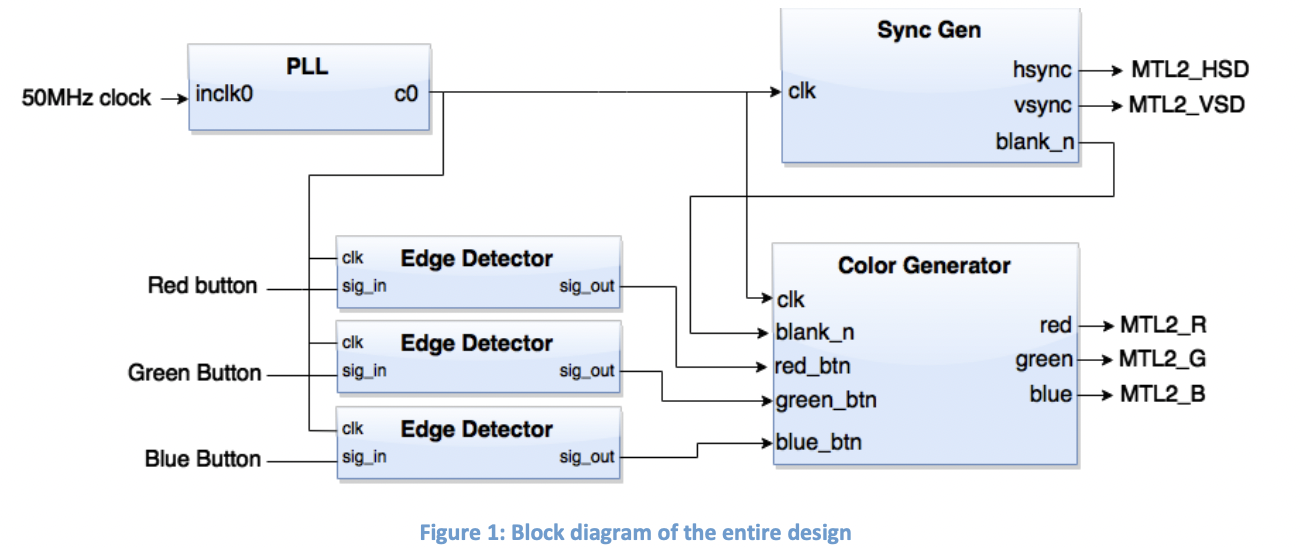 Sync Gen
PLL
hsync
MTL2_HSD
50MHz clock
inclk0
c0
clk
vsync
MTL2_VSD
blank_n
clk
Edge Detector
Red button
sig_in
sig_out
clk
Edge Detector
Green Button
sig_in
sig_out
clk
Edge Detector
Blue Button
sig_in
sig_out
Color Generator
clk
blank_n
red_btn
green_btn
blue_btn
red
MTL2_R
green
MTL2_G
blue
MTL2_B
Figure 1: Block diagram of the entire design